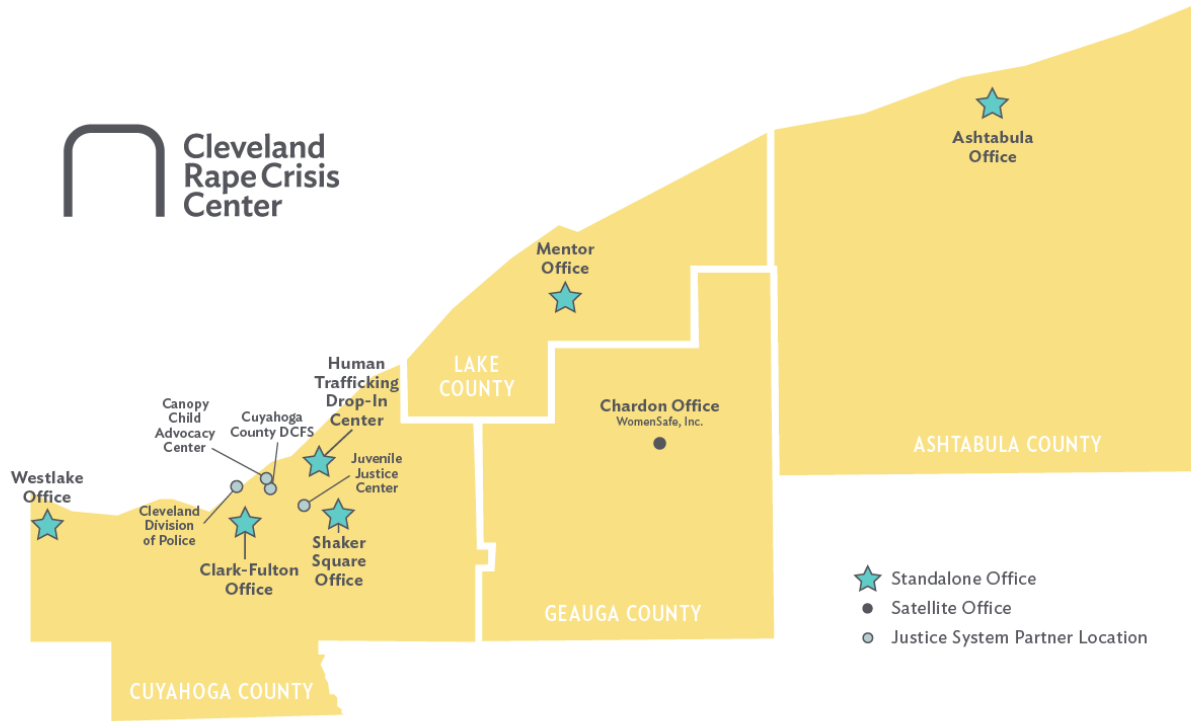 Cleveland
Rape Crisis
Center
Ashtabula
Office
Mentor
Office
LAKE
COUNTY
Human
Trafficking
Drop-In
Center
Canopy
Child
Advocacy
Center
Cuyahoga
County DCFS
Juvenile
Justice
Center
Chardon Office
WomenSafe, Inc.
ASHTABULA COUNTY
Westlake
Office
Cleveland
Division
of Police
Clark-Fulton
Office
Shaker
Square
Office
GEAUGA COUNTY
CUYAHOGA COUNTY
Standalone Office
Satellite Office
Justice System Partner Location